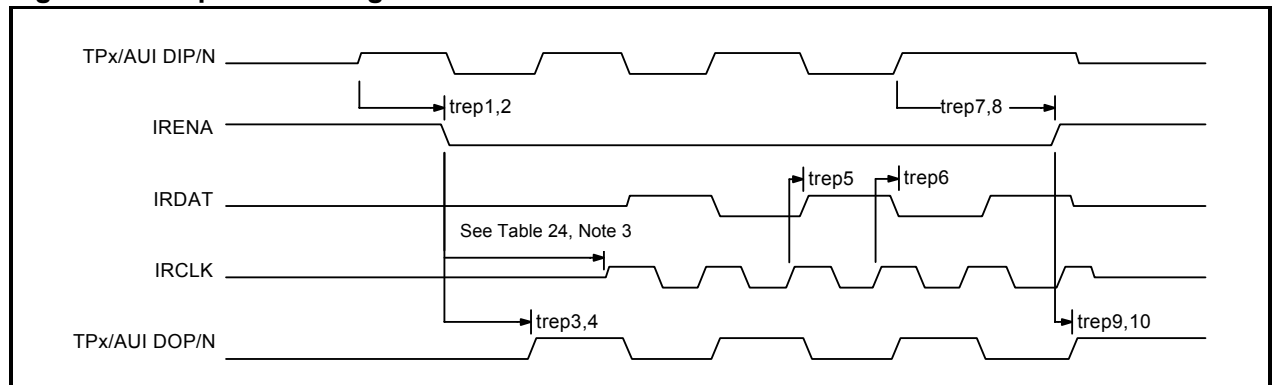 TPx/AUI DIP/N
trep1,2
trep7,8
IRENA
IRDAT
trep5
trep6
See Table 24, Note 3
IRCLK
trep3,4
trep9,10
TPx/AUI DOP/N